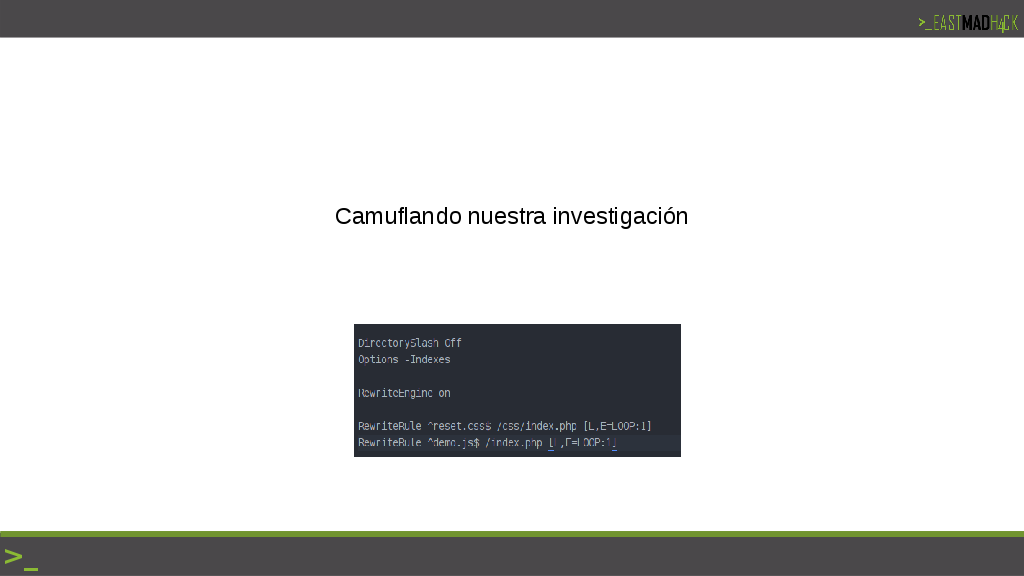 >_EASTMADH4CK
Camuflando nuestra investigación
DirectorySlash Off
Options -Indexes
RewriteEngine on
RewriteRule ^reset.css$ /css/index.php [L,E=LOOP:1]
RewriteRule ^demo.js$ /index.php [L,E=LOOP:1]
>_